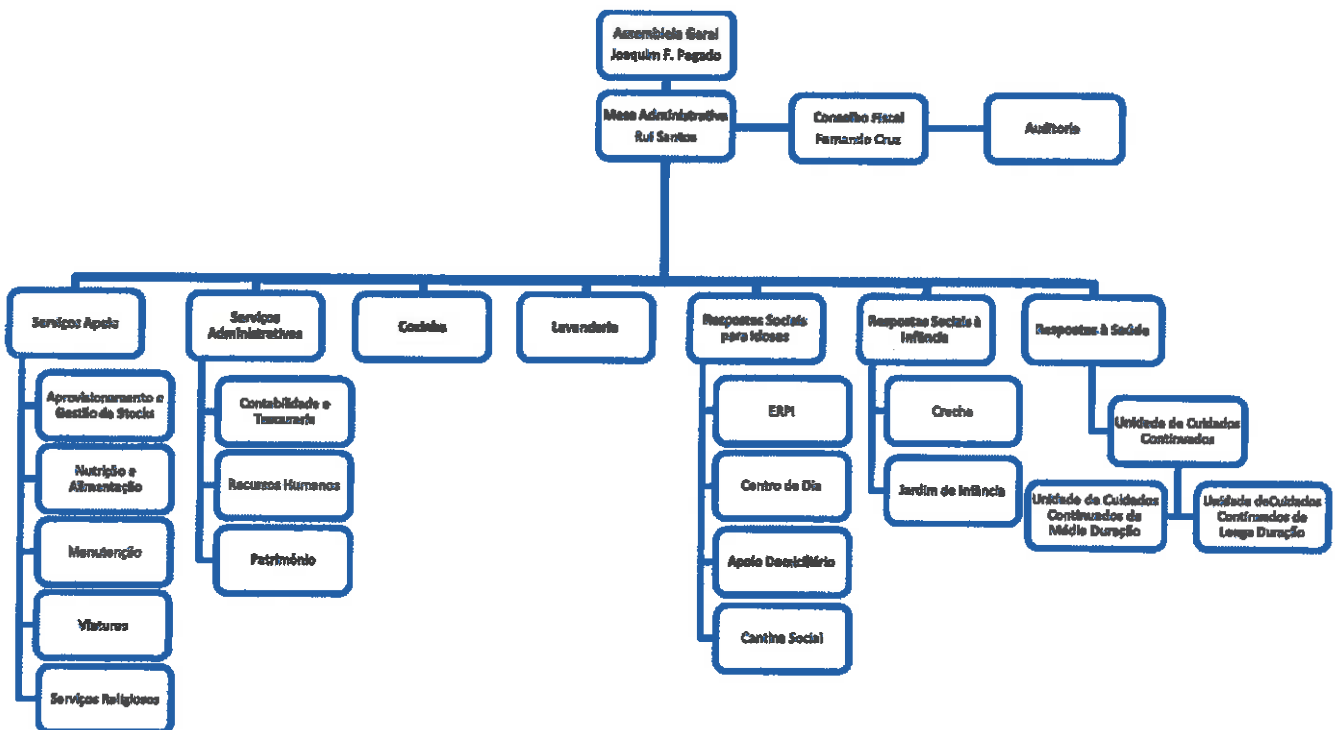 Assembleia Geral
Joaquim F. Pegado
Mesa Administrativa
Rui Santos
Conselho Fiscal
Fernando Cruz
Auditoria
Serviços Apoio
Serviços
Administrativos
Cozinha
Lavandaria
Respostas Sociais
para Idosos
Respostas Sociais à
Infância
Respostas à Saúde
Aprovisionamento e
Gestão de Stocks
Nutrição e
Alimentação
Manutenção
Viaturas
Serviços Religiosos
Contabilidade e
Tesouraria
Recursos Humanos
Património
ERPI
Centro de Dia
Apoio Domiciliário
Cantina Social
Creche
Jardim de Infância
Unidade de Cuidados
Continuados
Unidade de Cuidados
Continuados de
Média Duração
Unidade deCuidados
Continuados de
Longa Duração